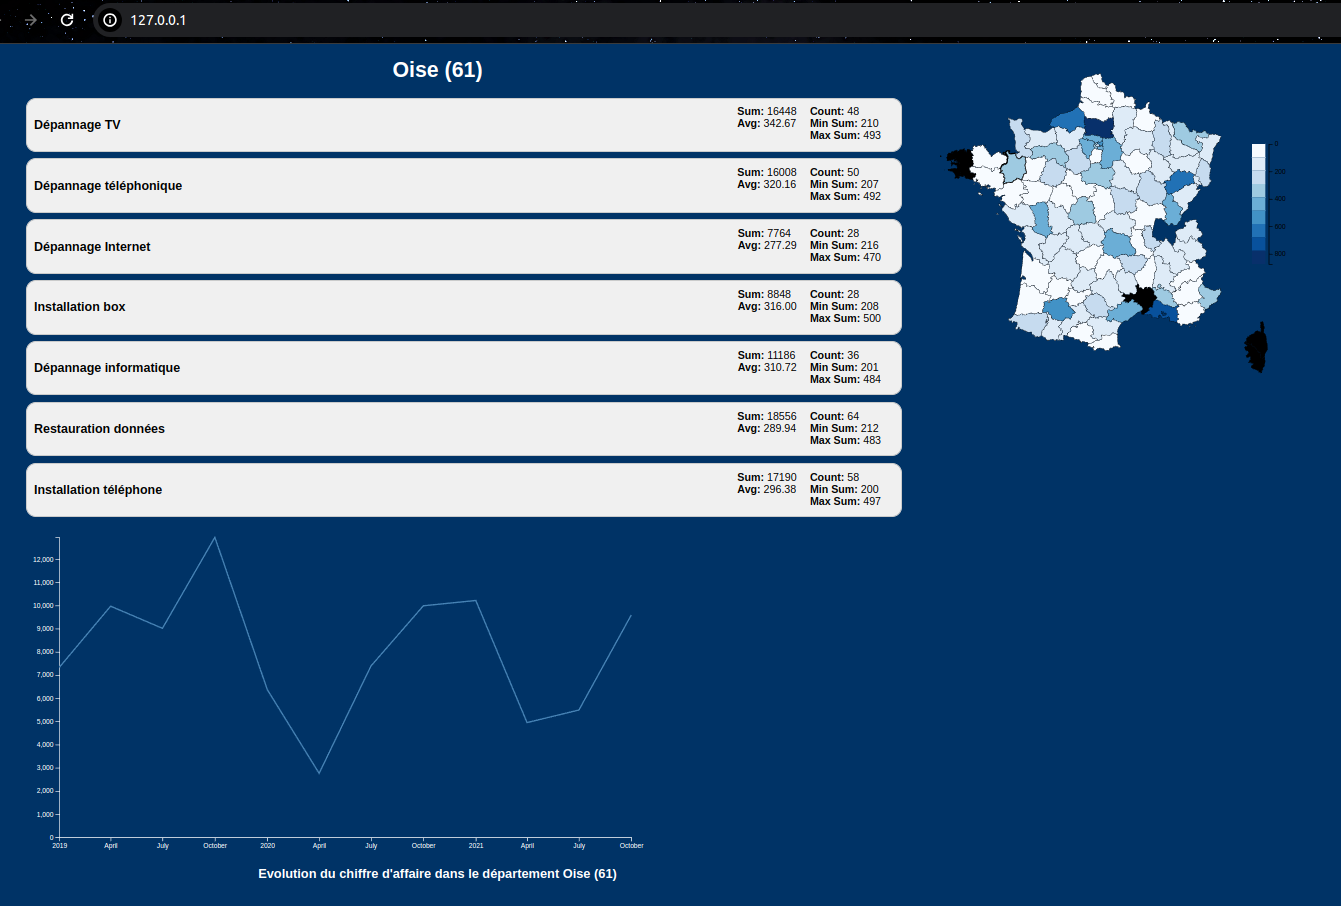 127.0.0.1
Oise (61)
Dépannage TV
Sum: 16448 Count: 48
Avg: 342.67 Min Sum: 210
Max Sum: 493
Dépannage téléphonique
Sum: 16008 Count: 50
Avg: 320.16 Min Sum: 207
Max Sum: 492
Dépannage Internet
Sum: 7764 Count: 28
Avg: 277.29 Min Sum: 216
Max Sum: 470
Installation box
Sum: 8848 Count: 28
Avg: 316.00 Min Sum: 208
Max Sum: 500
Dépannage informatique
Sum: 11186 Count: 36
Avg: 310.72 Min Sum: 201
Max Sum: 484
Restauration données
Sum: 18556 Count: 64
Avg: 289.94 Min Sum: 212
Max Sum: 483
Installation téléphone
Sum: 17190 Count: 58
Avg: 296.38 Min Sum: 200
Max Sum: 497
0
200
400
600
800
12,000
11,000
10,000
9,000
8,000
7,000
6,000
5,000
4,000
3,000
2,000
1,000
0
2019 April July October 2020 April July October 2021 April July October
Evolution du chiffre d'affaire dans le département Oise (61)